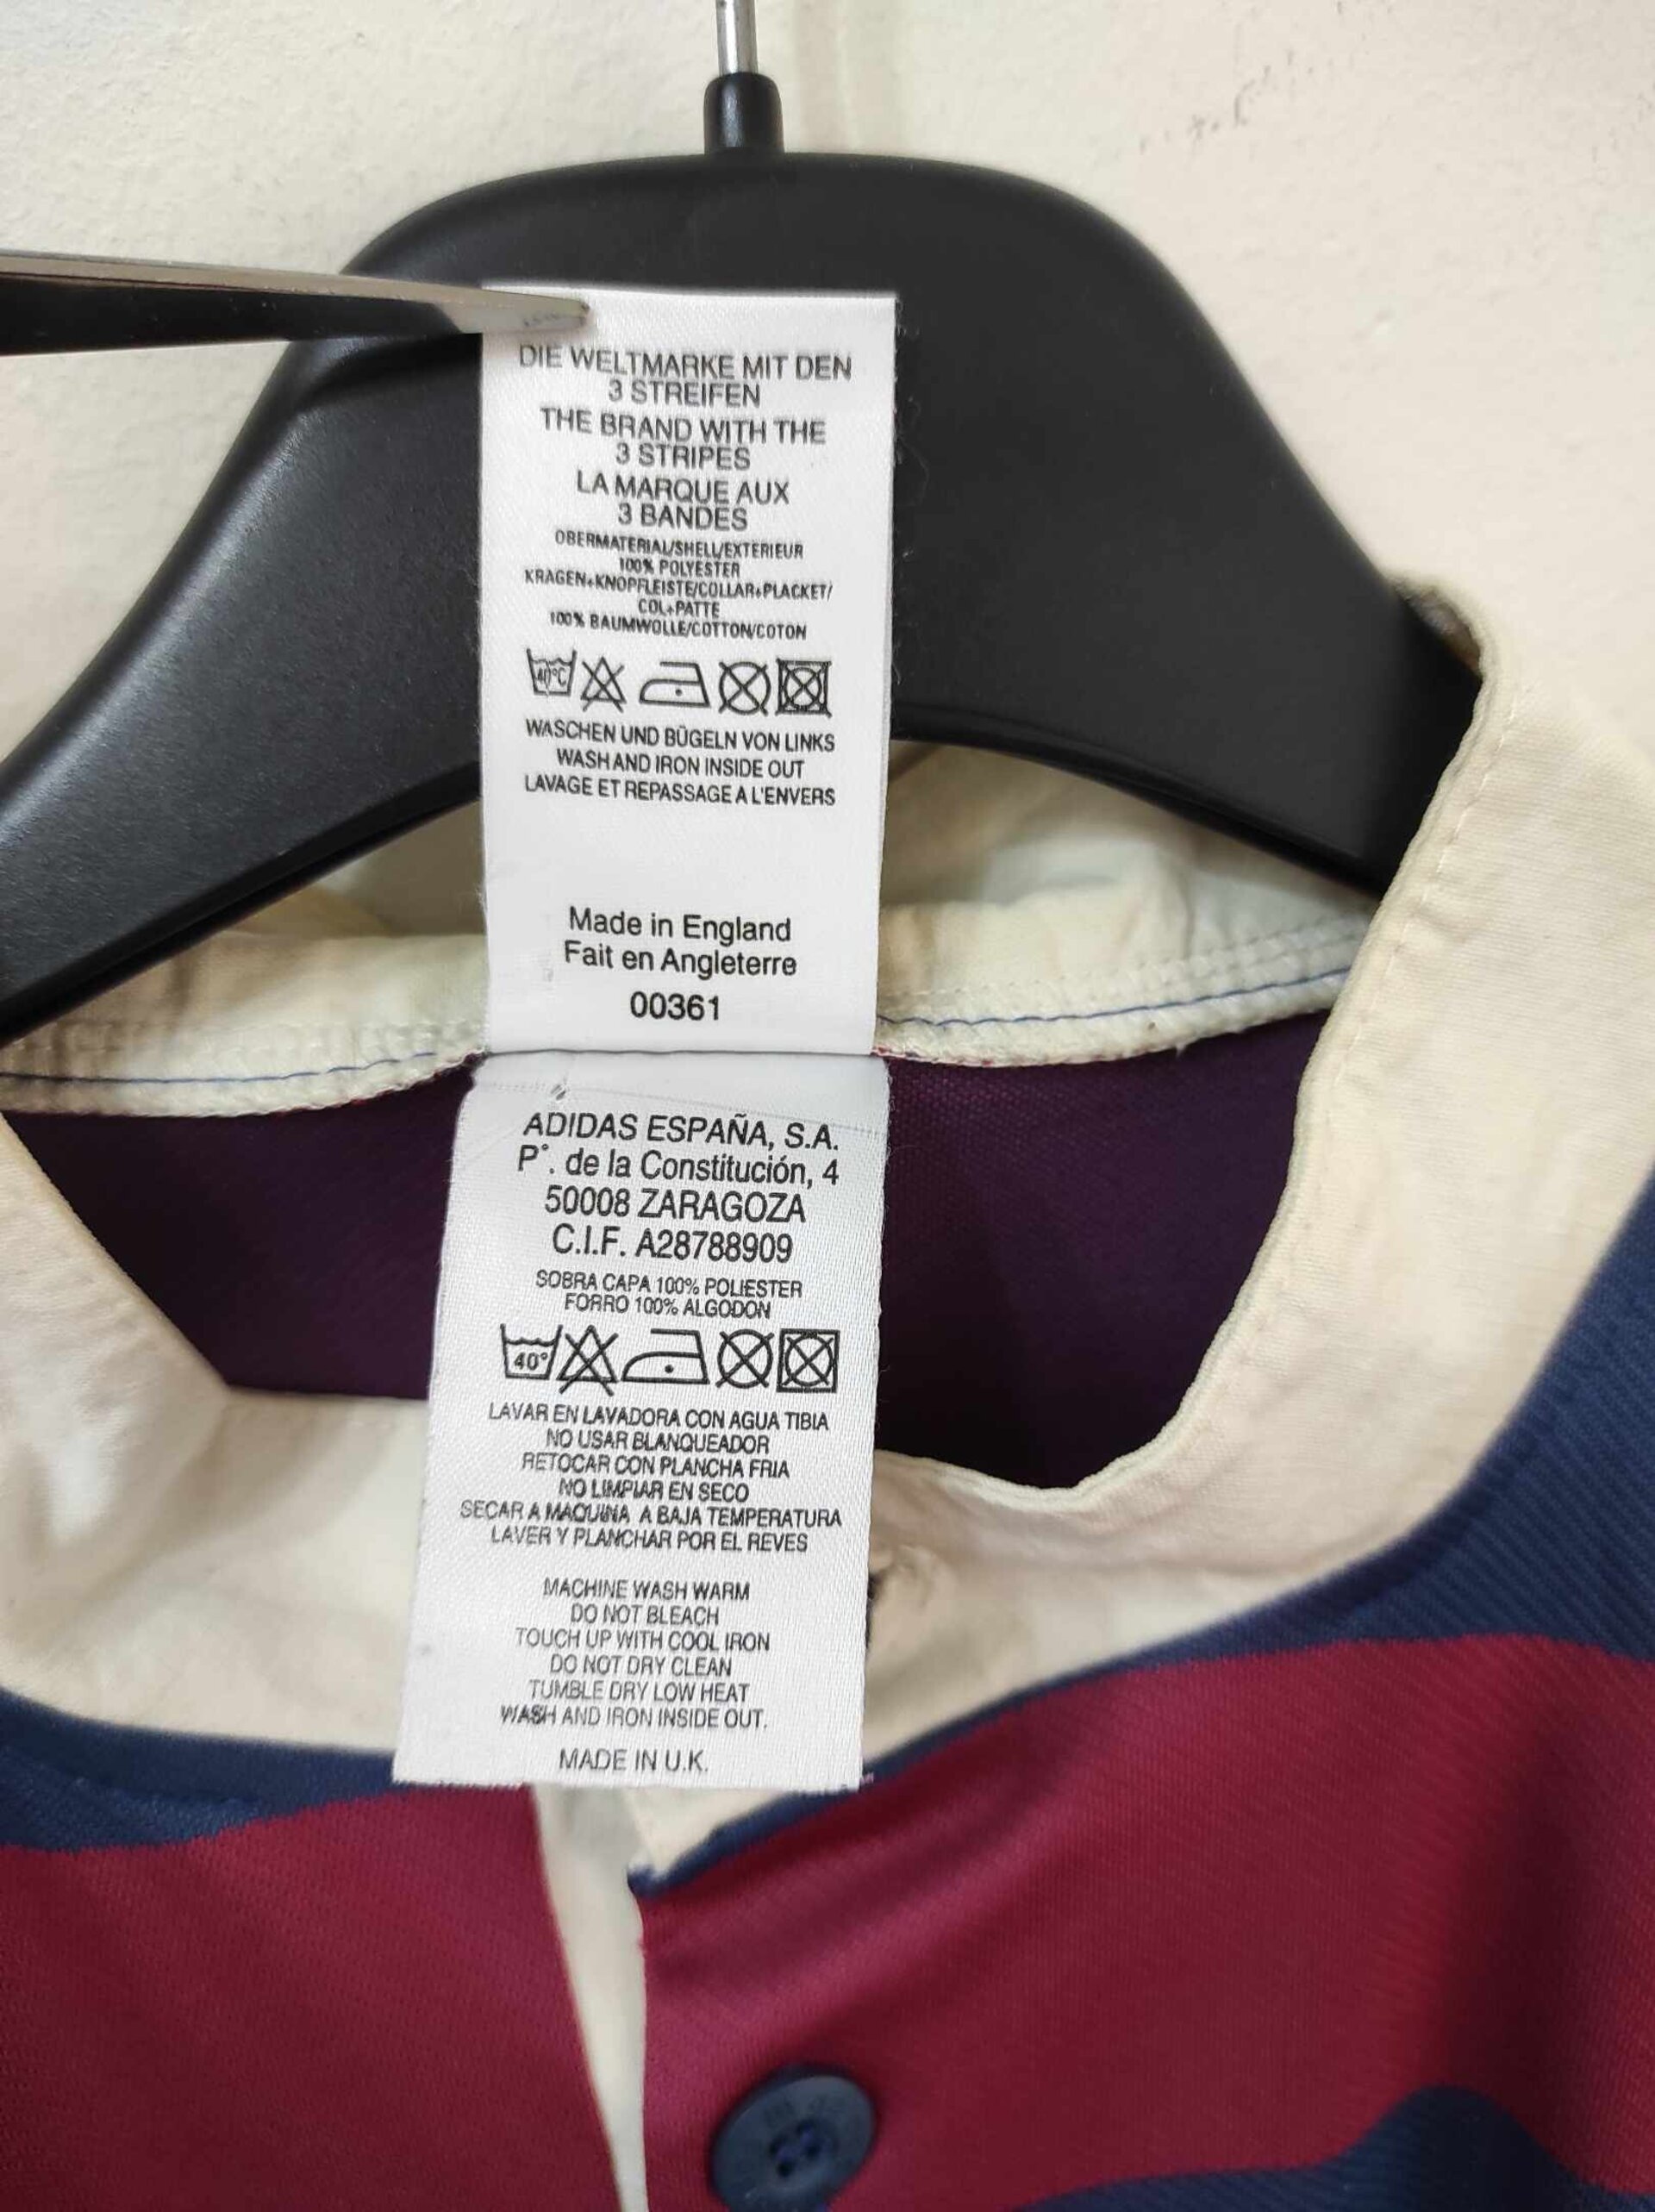 DIE WELTMARKE MIT DEN
3 STREIFEN
THE BRAND WITH THE
3 STRIPES
LA MARQUE AUX
3 BANDES
OBERMATERIAL/SHELL/EXTERIEUR
100% POLYESTER
KRAGEN+KNOPFLEISTE/COLLAR+PLACKET/
COL+PATTE
100% BAUMWOLLE/COTTON/COTON
40°C
WASCHEN UND BÜGELN VON LINKS
WASH AND IRON INSIDE OUT
LAVAGE ET REPASSAGE A L'ENVERS
Made in England
Fait en Angleterre
00361
ADIDAS ESPAÑA, S.A.
P°. de la Constitución, 4
50008 ZARAGOZA
C.I.F. A28788909
SOBRA CAPA 100% POLIESTER
FORRO 100% ALGODON
40°
LAVAR EN LAVADORA CON AGUA TIBIA
NO USAR BLANQUEADOR
RETOCAR CON PLANCHA FRIA
NO LIMPIAR EN SECO
SECAR A MAQUINA A BAJA TEMPERATURA
LAVER Y PLANCHAR POR EL REVES
MACHINE WASH WARM
DO NOT BLEACH
TOUCH UP WITH COOL IRON
DO NOT DRY CLEAN
TUMBLE DRY LOW HEAT
WASH AND IRON INSIDE OUT.
MADE IN U.K.